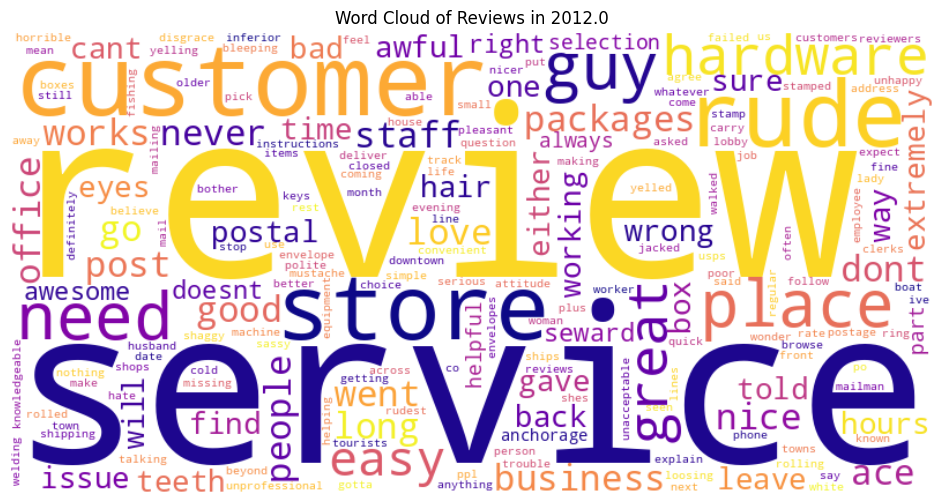 Word Cloud of Reviews in 2012.0
horrible
disgrace
inferior
mean
cant
yelling
bleeping
bad
feel
awful
right
selection
failed
us
customers
reviewers
customer
guy
hardware
boxes
still
older
pick
fishing
able
put
nicer
one
small
whatever
come
sure
agree
stamped
unhappy
address
rude
extremely
works
never
time
staff
house
pleasant
question
packages
always
stamp
carry
asked
lobby
job
expect
fine
away
mailing
instructions
items
deliver
closed
track
life
making
review
office
eyes
bother
keys
coming
month
hair
either
working
yelled
walked
lady
employee
way
definitely
believe
go
mail
rest
evening
line
love
postal
stop
use
convenient
downtown
wrong
jacked
usps
often
clerks
post
envelope
polite
mustache
simple
serious
attitude
poor
said
regular
follow
dont
boat
ive
awesome
doesnt
better
choice
equipment
worker
need
good
machine
store
envelopes
woman
plus
box
place
parties
shaggy
sassy
helpful
seward
great
quick
wonder
rate
postage
ring
service
husband
date
people
co
ships
reviews
browse
front
nothing
make
shops
cold
missing
across
getting
shes
told
po
mailman
knowledgeable
welding
hate
will
went
gave
unacceptable
lines
seen
nice
rolled
town
shipping
find
rudest
helping
long
tourists
back
anchorage
phone
towns
hours
known
talking
beyond
easy
person
trouble
explain
rolling
issue
teeth
unprofessional
gotta
ppl
anything
business
loosing
next
leave
white
say
ace